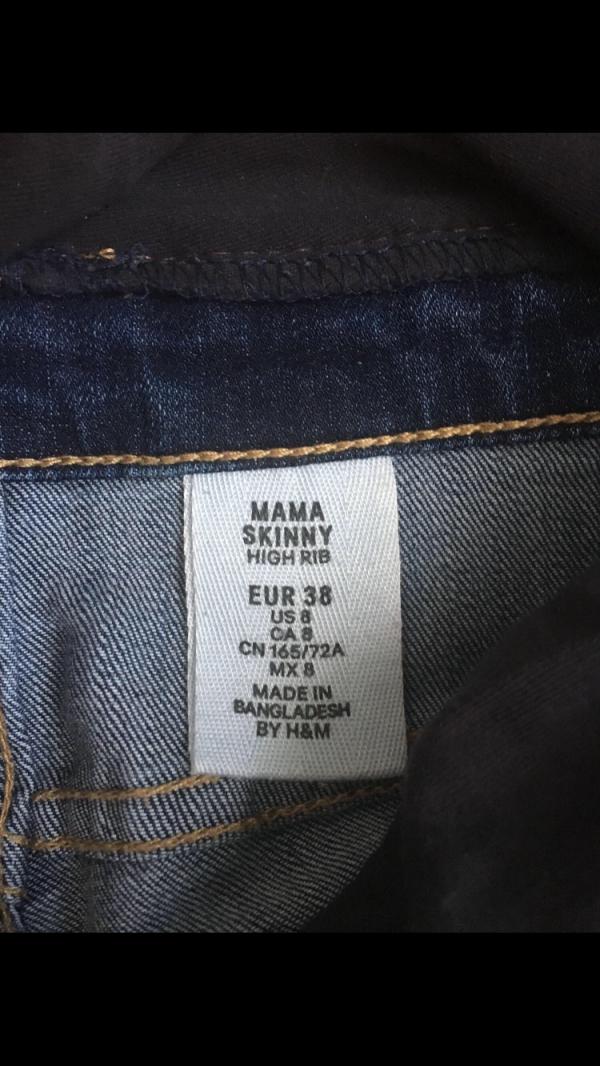 MAMA
SKINNY
HIGH RIB
EUR 38
US 8
CA 8
CN 165/72A
MX 8
MADE IN
BANGLADESH
BY H&M